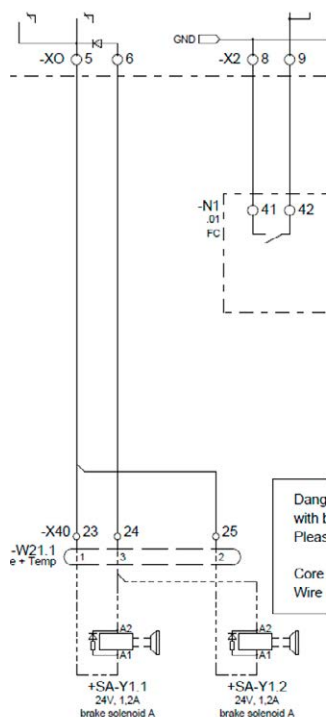 GND
-XO 5 6 -X2 8 9
-N1 41 42
.01
FC
-X40 23 24 25
-W21.1 1 3 2
e + Temp
Dang
with b
Pleas
Core
Wire
A2 A2
A1 A1
+SA-Y1.1 +SA-Y1.2
24V, 1,2A 24V, 1,2A
brake solenoid A brake solenoid A